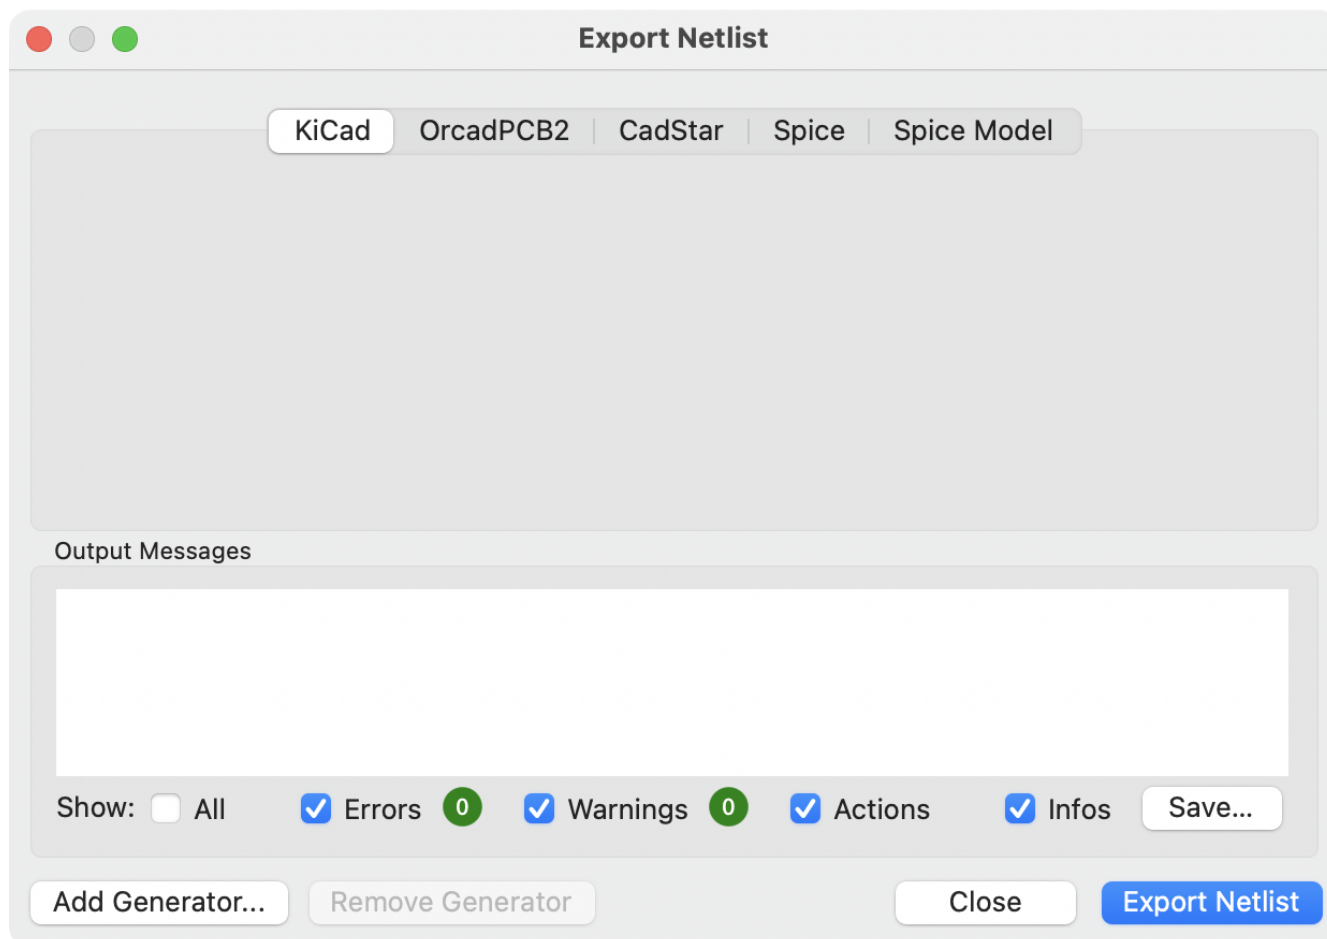 Export Netlist
KiCad OrcadPCB2 CadStar Spice Spice Model
Output Messages
Show: All Errors 0 Warnings 0 Actions Infos Save...
Add Generator... Remove Generator Close Export Netlist